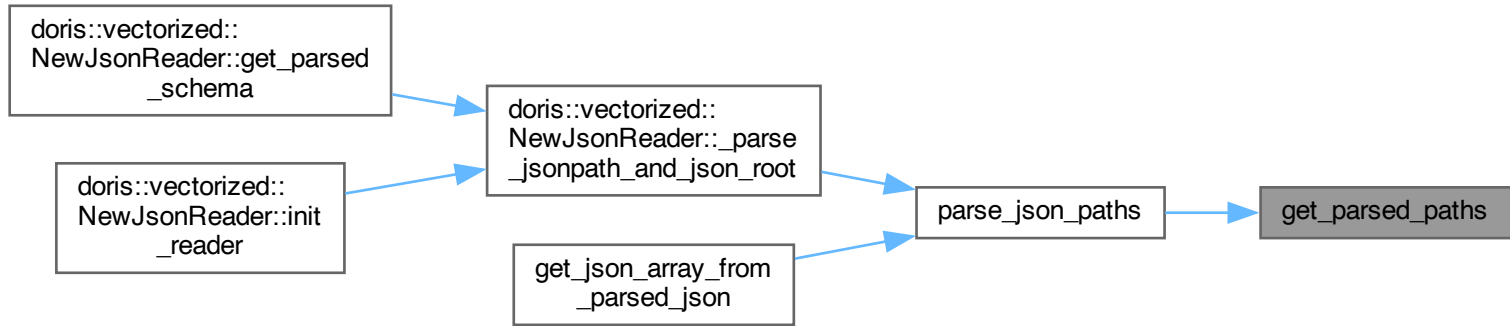 doris::vectorized::
NewJsonReader::get_parsed
_schema
doris::vectorized::
NewJsonReader::init
_reader
doris::vectorized::
NewJsonReader::_parse
_jsonpath_and_json_root
get_json_array_from
_parsed_json
parse_json_paths
get_parsed_paths